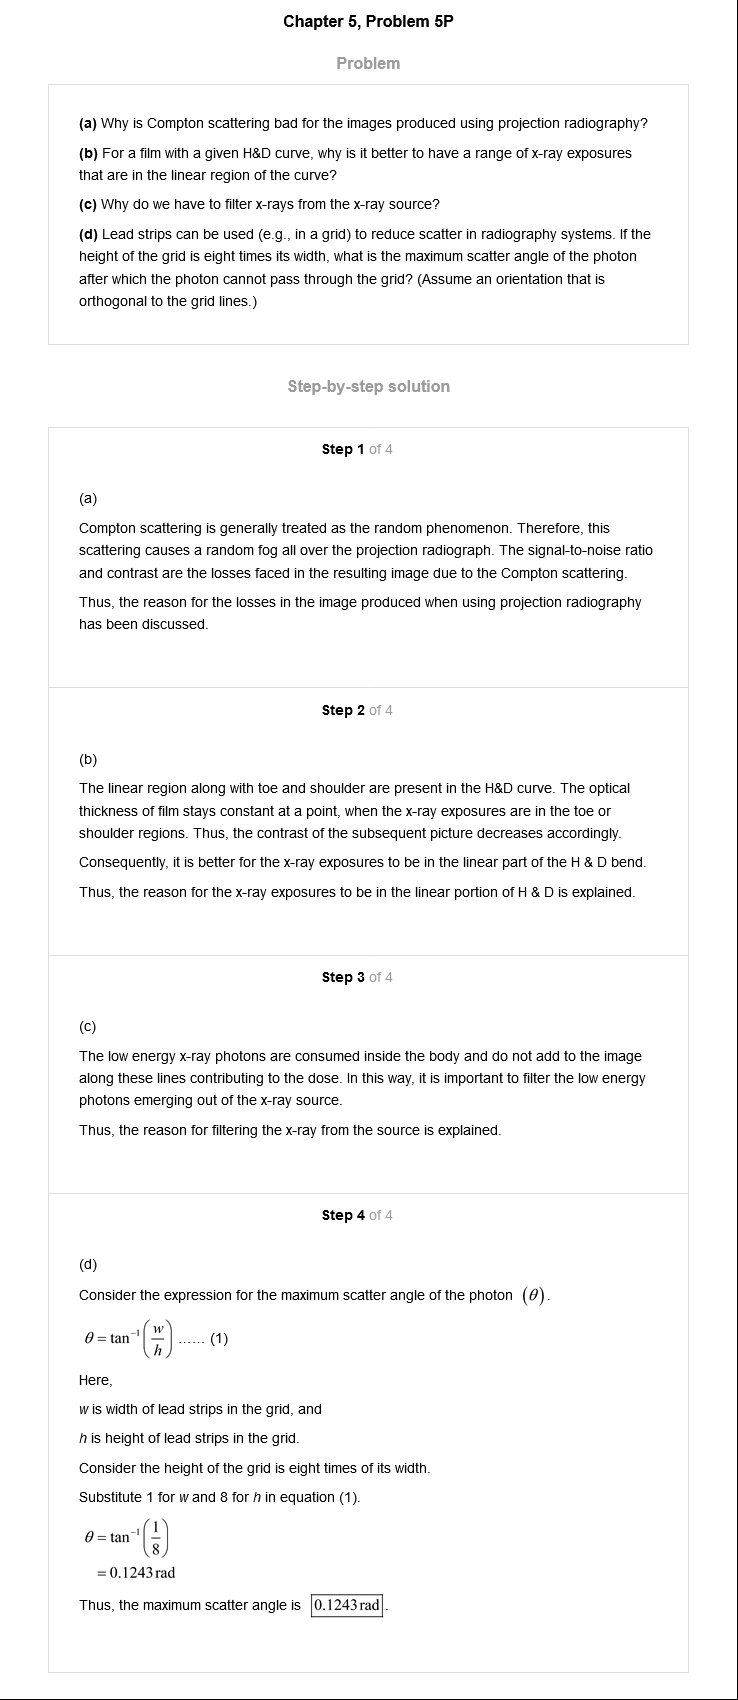 Chapter 5, Problem 5P
Problem
(a) Why is Compton scattering bad for the images produced using projection radiography?
(b) For a film with a given H&D curve, why is it better to have a range of x-ray exposures
that are in the linear region of the curve?
(c) Why do we have to filter x-rays from the x-ray source?
(d) Lead strips can be used (e.g., in a grid) to reduce scatter in radiography systems. If the
height of the grid is eight times its width, what is the maximum scatter angle of the photon
after which the photon cannot pass through the grid? (Assume an orientation that is
orthogonal to the grid lines.)
Step-by-step solution
Step 1 of 4
(a)
Compton scattering is generally treated as the random phenomenon. Therefore, this
scattering causes a random fog all over the projection radiograph. The signal-to-noise ratio
and contrast are the losses faced in the resulting image due to the Compton scattering.
Thus, the reason for the losses in the image produced when using projection radiography
has been discussed.
Step 2 of 4
(b)
The linear region along with toe and shoulder are present in the H&D curve. The optical
thickness of film stays constant at a point, when the x-ray exposures are in the toe or
shoulder regions. Thus, the contrast of the subsequent picture decreases accordingly.
Consequently, it is better for the x-ray exposures to be in the linear part of the H & D bend.
Thus, the reason for the x-ray exposures to be in the linear portion of H & D is explained.
Step 3 of 4
(c)
The low energy x-ray photons are consumed inside the body and do not add to the image
along these lines contributing to the dose. In this way, it is important to filter the low energy
photons emerging out of the x-ray source.
Thus, the reason for filtering the x-ray from the source is explained.
Step 4 of 4
(d)
Consider the expression for the maximum scatter angle of the photon (θ).
θ = tan⁻¹(w/h) ...... (1)
Here,
w is width of lead strips in the grid, and
h is height of lead strips in the grid.
Consider the height of the grid is eight times of its width.
Substitute 1 for w and 8 for h in equation (1).
θ = tan⁻¹(1/8)
= 0.1243 rad
Thus, the maximum scatter angle is 0.1243 rad.